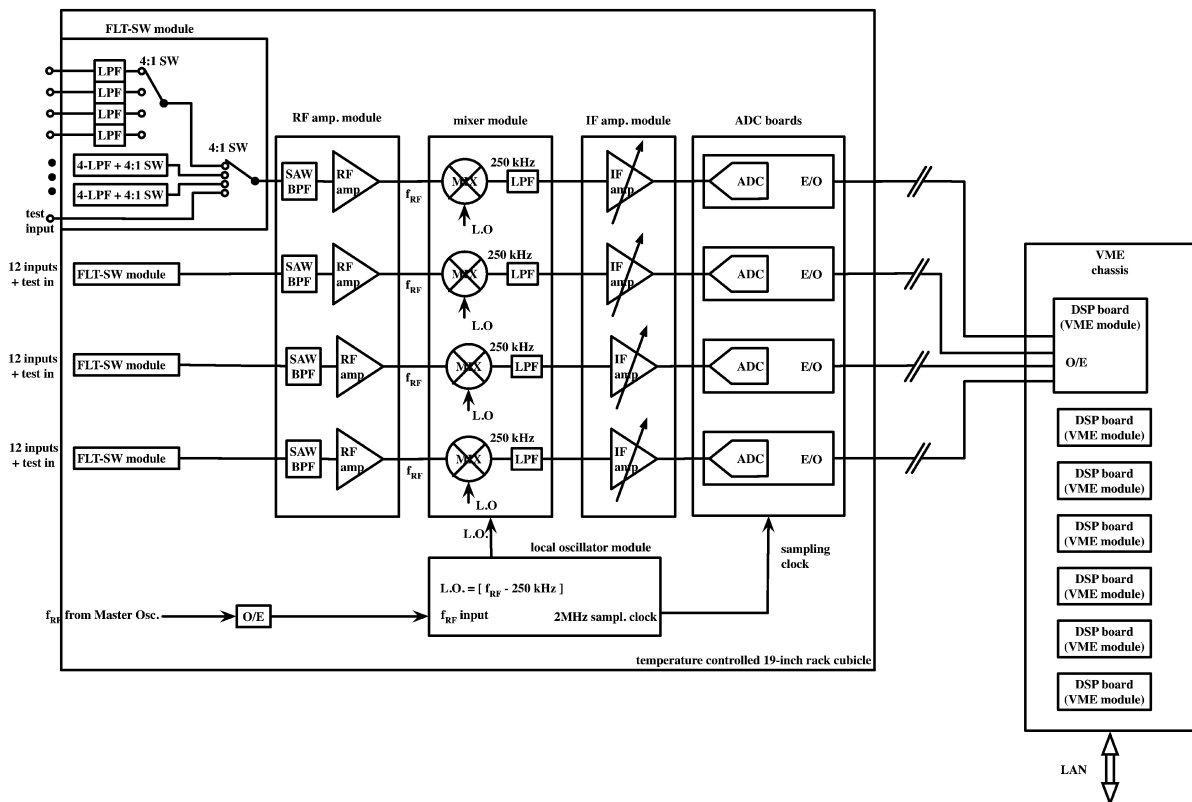 FLT-SW module
LPF
4:1 SW
LPF
LPF
LPF
4:1 SW
4-LPF + 4:1 SW
4-LPF + 4:1 SW
test
input
RF amp. module
mixer module
IF amp. module
ADC boards
SAW
BPF
RF
amp
fRF
MIX
250 kHz
LPF
L.O
IF
amp
ADC
E/O
12 inputs
+ test in
FLT-SW module
SAW
BPF
RF
amp
fRF
MIX
250 kHz
LPF
L.O
IF
amp
ADC
E/O
12 inputs
+ test in
FLT-SW module
SAW
BPF
RF
amp
fRF
MIX
250 kHz
LPF
L.O
IF
amp
ADC
E/O
12 inputs
+ test in
FLT-SW module
SAW
BPF
RF
amp
fRF
MIX
250 kHz
LPF
L.O
IF
amp
ADC
E/O
L.O.
local oscillator module
L.O. = [ fRF - 250 kHz ]
fRF input
2MHz sampl. clock
sampling
clock
fRF from Master Osc.
O/E
temperature controlled 19-inch rack cubicle
VME
chassis
DSP board
(VME module)
O/E
DSP board
(VME module)
DSP board
(VME module)
DSP board
(VME module)
DSP board
(VME module)
DSP board
(VME module)
DSP board
(VME module)
LAN